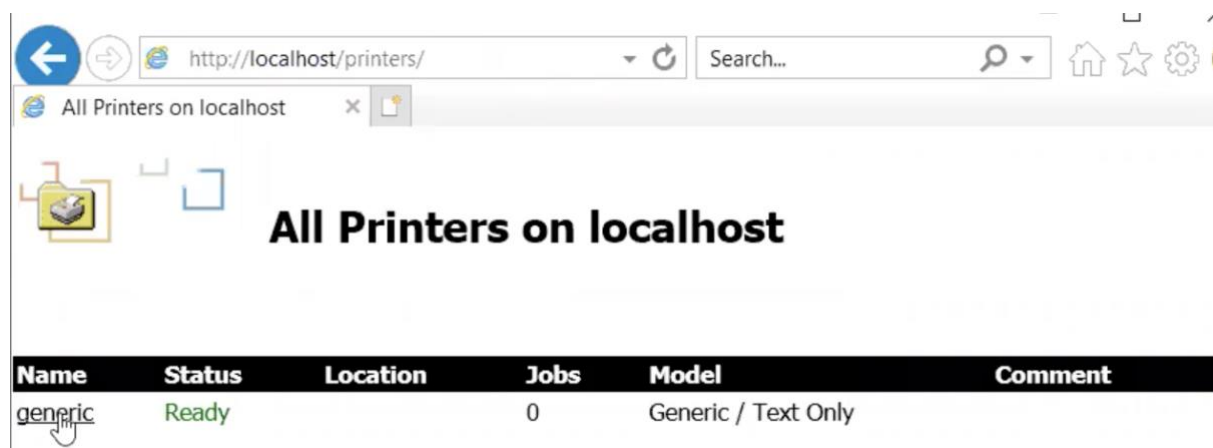 http://localhost/printers/ Search...
All Printers on localhost
All Printers on localhost
Name Status Location Jobs Model Comment
generic Ready 0 Generic / Text Only